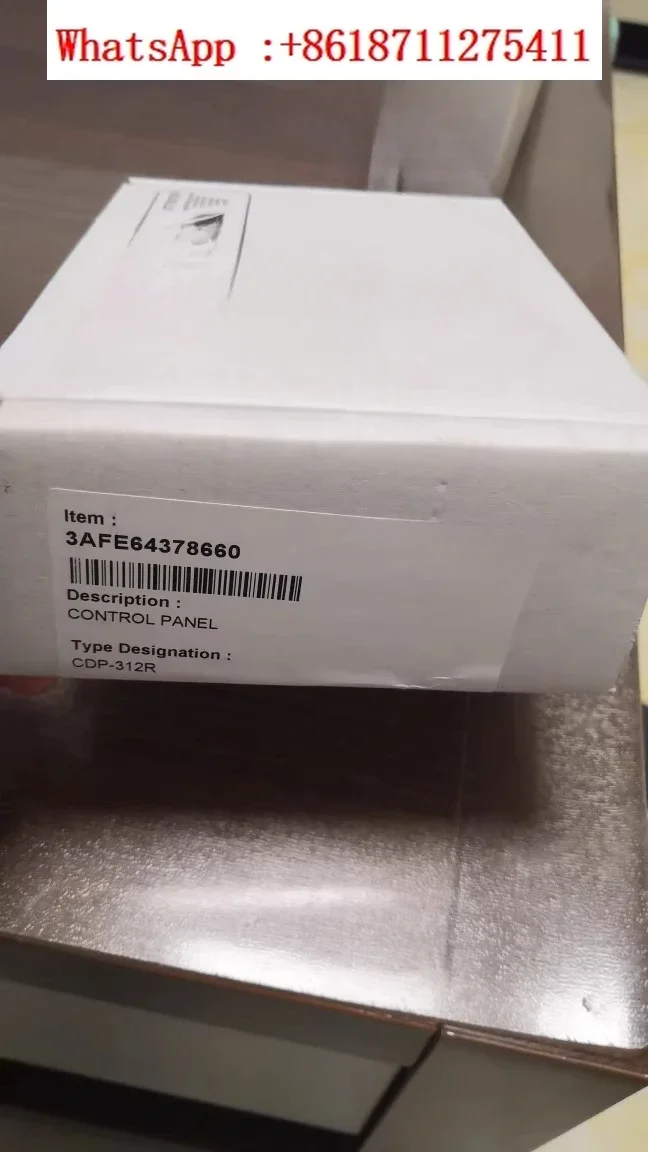 WhatsApp :+8618711275411
Item :
3AFE64378660
Description :
CONTROL PANEL
Type Designation :
CDP-312R